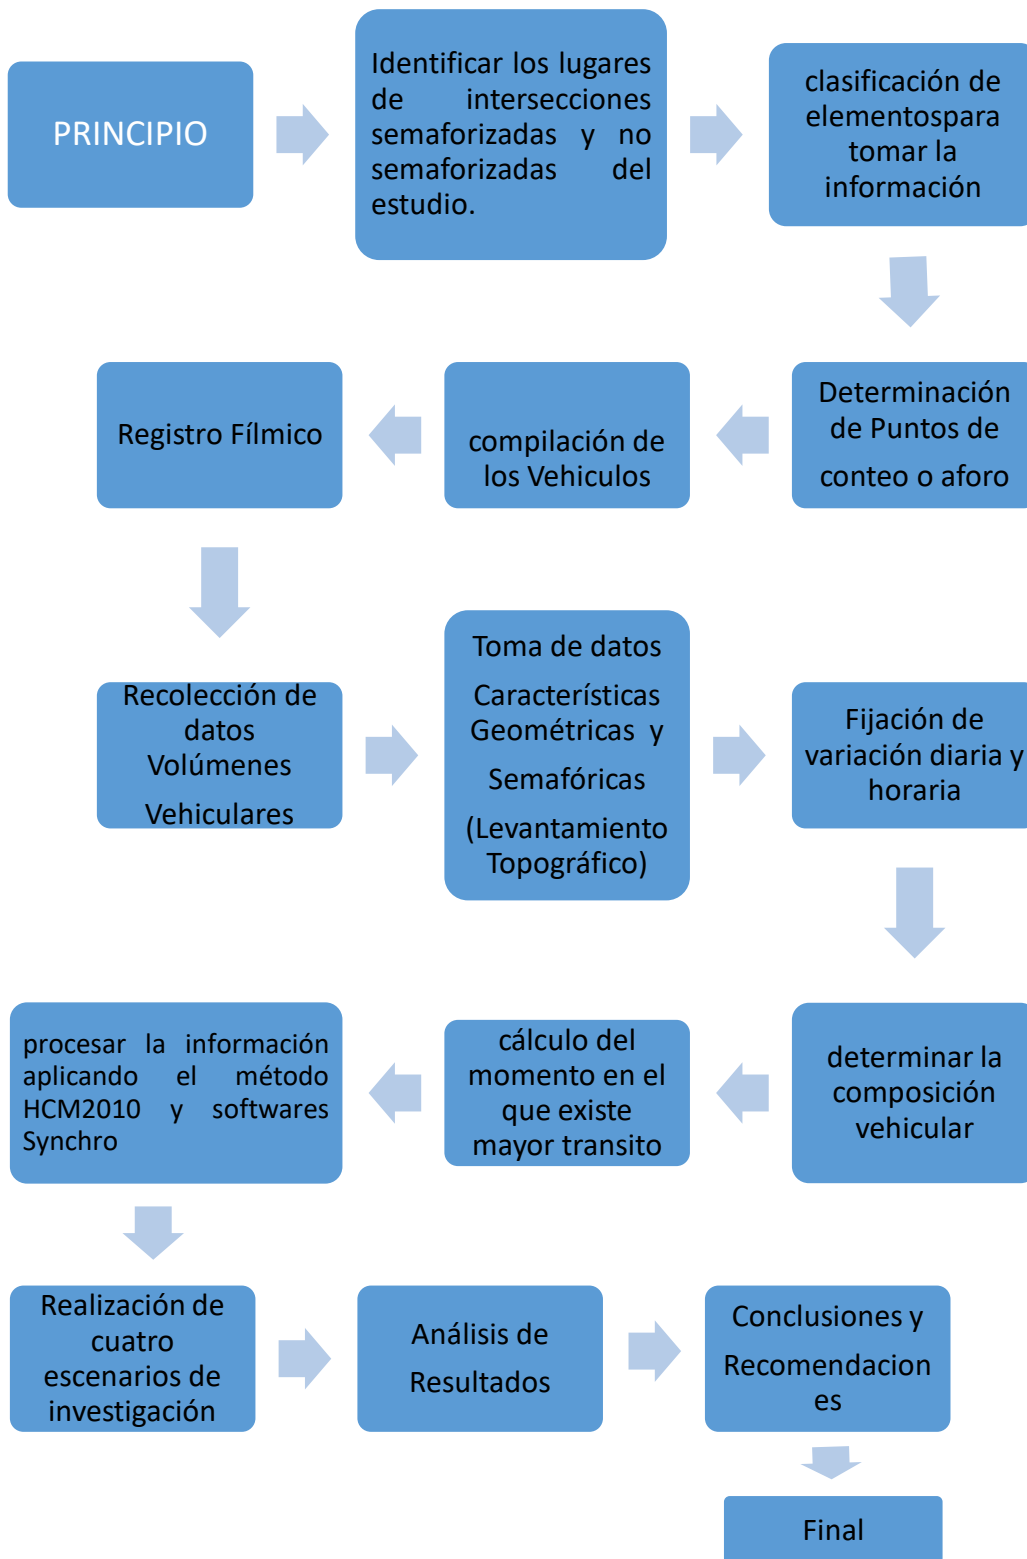 PRINCIPIO
Identificar los lugares
de intersecciones
semaforizadas y no
semaforizadas del
estudio.
clasificación de
elementospara
tomar la
información
Determinación
de Puntos de
conteo o aforo
compilación de
los Vehiculos
Registro Fílmico
Recolección de
datos
Volúmenes
Vehiculares
Toma de datos
Características
Geométricas y
Semafóricas
(Levantamiento
Topográfico)
Fijación de
variación diaria y
horaria
determinar la
composición
vehicular
cálculo del
momento en el
que existe
mayor transito
procesar la información
aplicando el método
HCM2010 y softwares
Synchro
Realización de
cuatro
escenarios de
investigación
Análisis de
Resultados
Conclusiones y
Recomendacion
es
Final